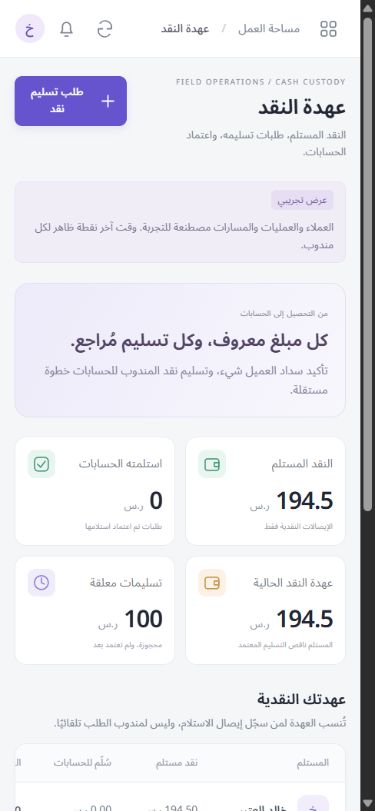 مساحة العمل / عهدة النقد
خ
FIELD OPERATIONS / CASH CUSTODY
عهدة النقد
طلب تسليم
نقد
النقد المستلم، طلبات تسليمه، واعتماد
الحسابات.
عرض تجريبي
العملاء والعمليات والمسارات مصطنعة للتجربة. وقت آخر نقطة ظاهر لكل
مندوب.
من التحصيل إلى الحسابات
كل مبلغ معروف، وكل تسليم مُراجع.
تأكيد سداد العميل شيء، وتسليم نقد المندوب للحسابات خطوة
مستقلة.
النقد المستلم
194.5 ر.س
الإيصالات النقدية فقط
استلمته الحسابات
0 ر.س
طلبات تم اعتماد استلامها
عهدة النقد الحالية
194.5 ر.س
المستلم ناقص التسليم المعتمد
تسليمات معلقة
100 ر.س
محجوزة، ولم تعتمد بعد
عهدتك النقدية
تُنسب العهدة لمن سجّل إيصال الاستلام، وليس لمندوب الطلب تلقائيًا.
المستلم نقد مستلم سُلّم للحسابات
خ 194.50 0.00